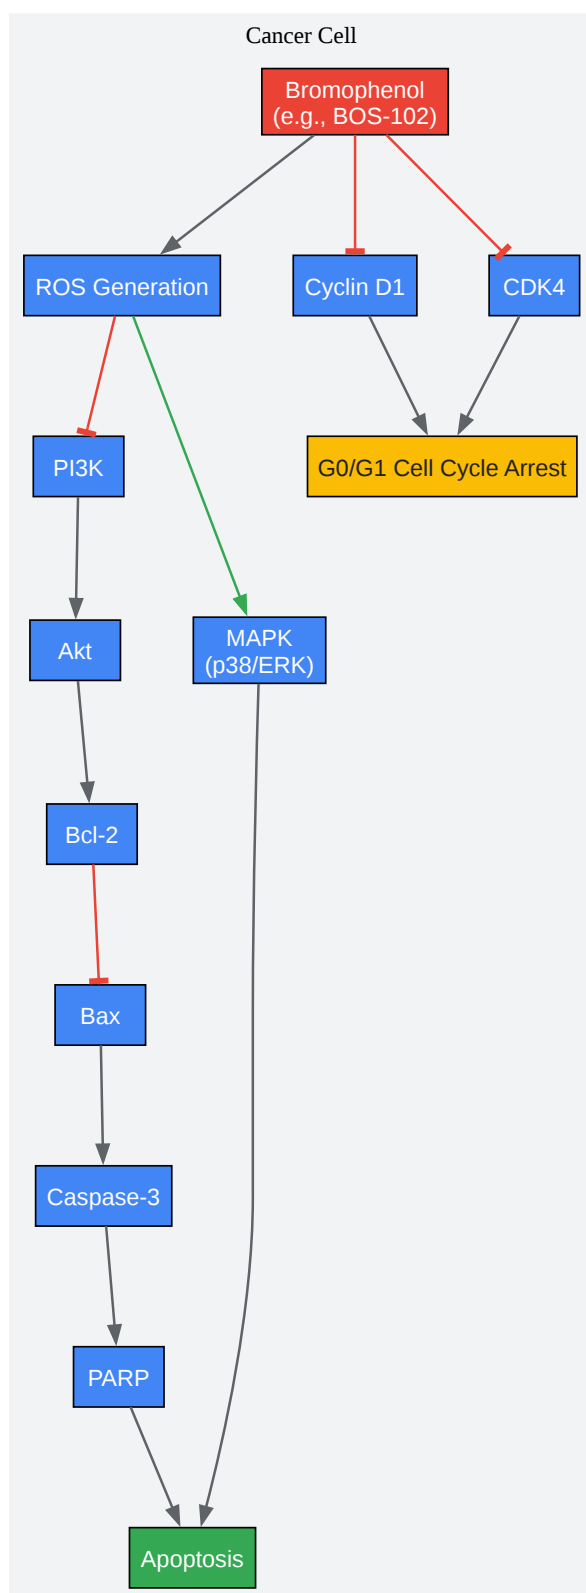 Cancer Cell
Bromophenol
(e.g., BOS-102)
ROS Generation
Cyclin D1
CDK4
PI3K
G0/G1 Cell Cycle Arrest
Akt
MAPK
(p38/ERK)
Bcl-2
Bax
Caspase-3
PARP
Apoptosis